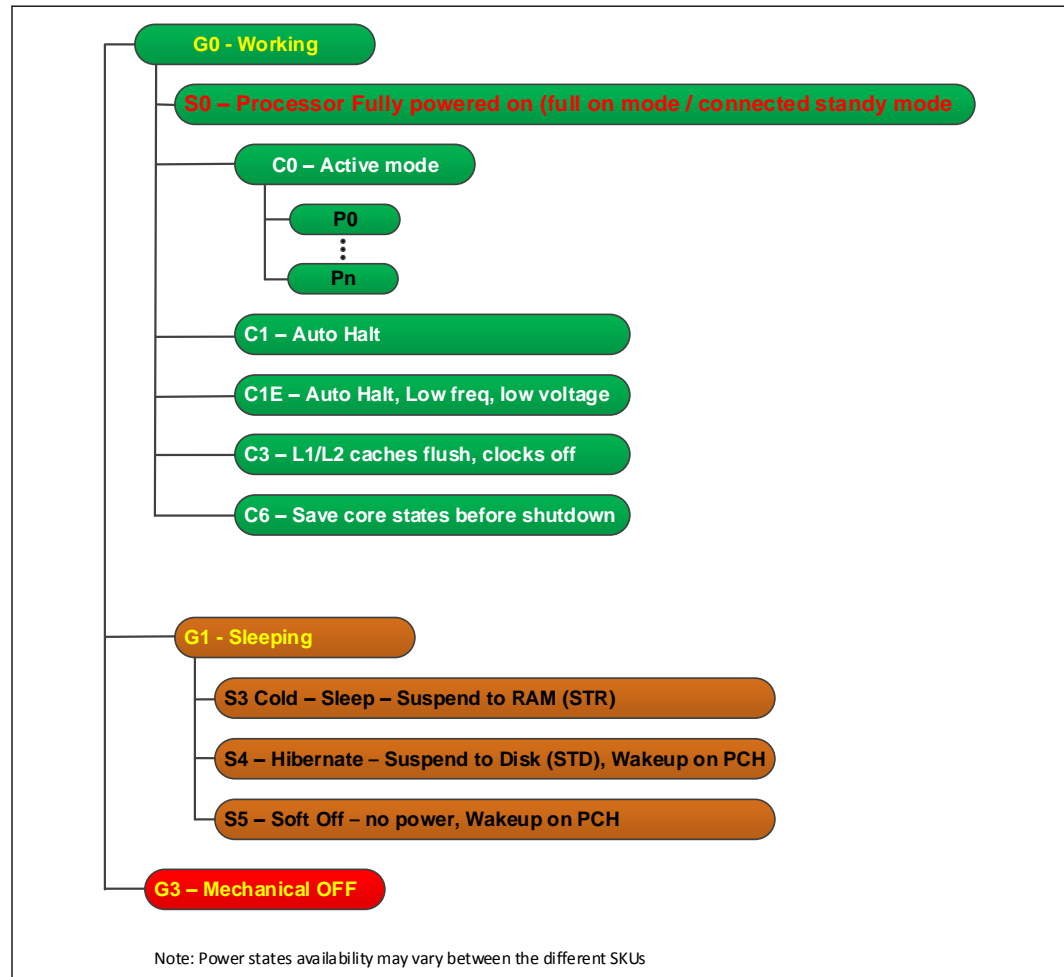 G0 - Working
S0 – Processor Fully powered on (full on mode / connected standy mode
C0 – Active mode
P0
Pn
C1 – Auto Halt
C1E – Auto Halt, Low freq, low voltage
C3 – L1/L2 caches flush, clocks off
C6 – Save core states before shutdown
G1 - Sleeping
S3 Cold – Sleep – Suspend to RAM (STR)
S4 – Hibernate – Suspend to Disk (STD), Wakeup on PCH
S5 – Soft Off – no power, Wakeup on PCH
G3 – Mechanical OFF
Note: Power states availability may vary between the different SKUs